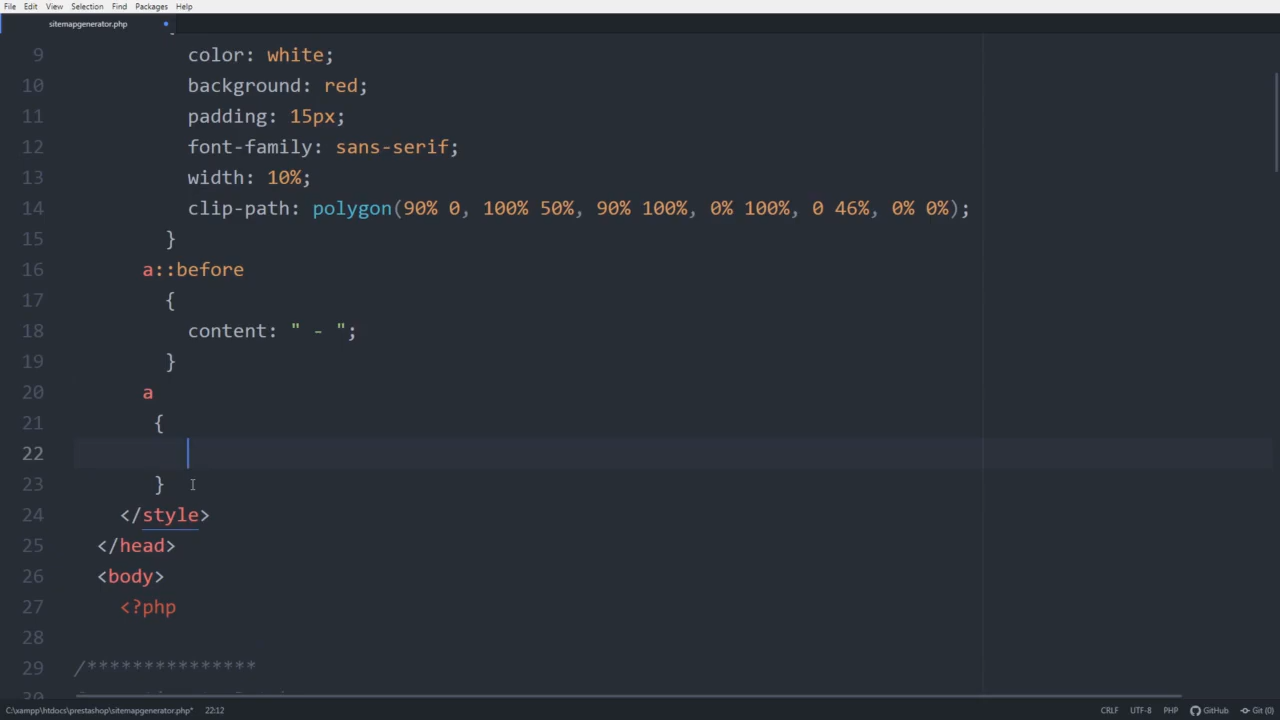 File Edit View Selection Find Packages Help
sitemapgenerator.php
9 color: white;
10 background: red;
11 padding: 15px;
12 font-family: sans-serif;
13 width: 10%;
14 clip-path: polygon(90% 0, 100% 50%, 90% 100%, 0% 100%, 0 46%, 0% 0%);
15 }
16 a::before
17 {
18 content: " - ";
19 }
20 a
21 {
22
23 }
24 </style>
25 </head>
26 <body>
27 <?php
28
29 /***************
30
C:\xampp\htdocs\prestashop\sitemapgenerator.php* 22:12 CRLF UTF-8 PHP GitHub Git (0)